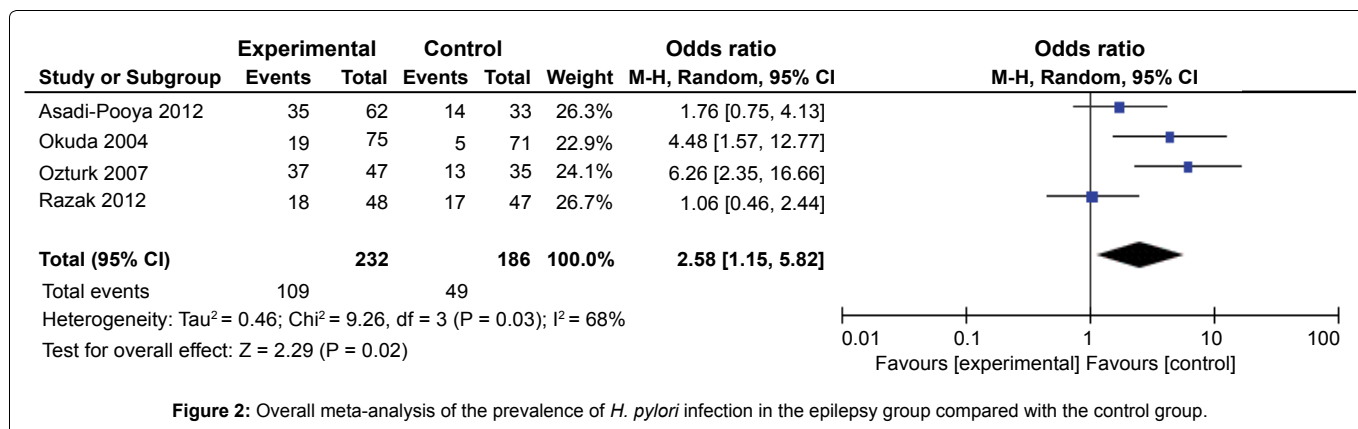 Experimental Control Odds ratio Odds ratio
Study or Subgroup Events Total Events Total Weight M-H, Random, 95% CI M-H, Random, 95% CI
Asadi-Pooya 2012 35 62 14 33 26.3% 1.76 [0.75, 4.13]
Okuda 2004 19 75 5 71 22.9% 4.48 [1.57, 12.77]
Ozturk 2007 37 47 13 35 24.1% 6.26 [2.35, 16.66]
Razak 2012 18 48 17 47 26.7% 1.06 [0.46, 2.44]
Total (95% CI) 232 186 100.0% 2.58 [1.15, 5.82]
Total events 109 49
Heterogeneity: Tau² = 0.46; Chi² = 9.26, df = 3 (P = 0.03); I² = 68%
Test for overall effect: Z = 2.29 (P = 0.02)
0.01 0.1 1 10 100
Favours [experimental] Favours [control]
Figure 2: Overall meta-analysis of the prevalence of H. pylori infection in the epilepsy group compared with the control group.